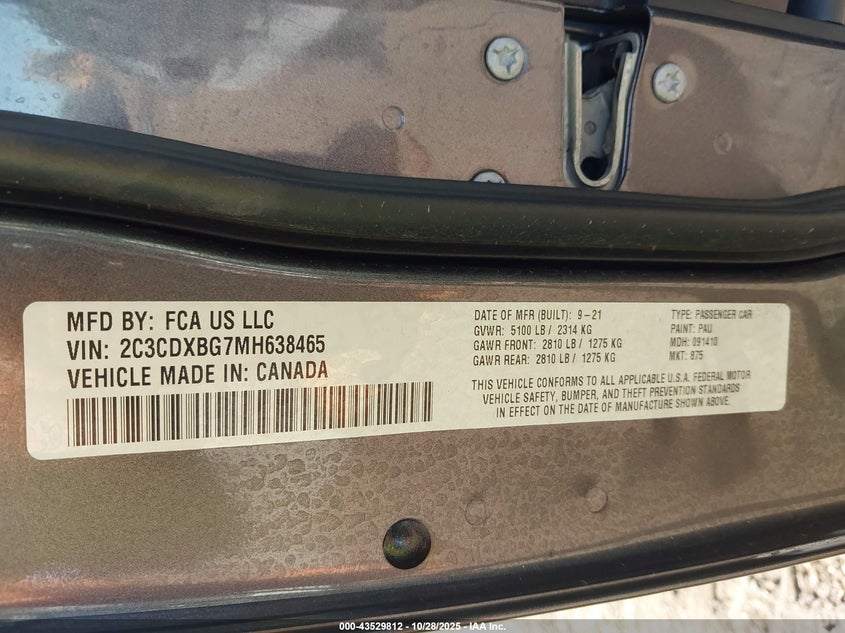 MFD BY: FCA US LLC
VIN: 2C3CDXBG7MH638465
VEHICLE MADE IN: CANADA
DATE OF MFR (BUILT): 9-21
GVWR: 5100 LB / 2314 KG
GAWR FRONT: 2810 LB / 1275 KG
GAWR REAR: 2810 LB / 1275 KG
TYPE: PASSENGER CAR
PAINT: PAU
MDH: 091410
MKT: 875
THIS VEHICLE CONFORMS TO ALL APPLICABLE U.S.A. FEDERAL MOTOR
VEHICLE SAFETY, BUMPER, AND THEFT PREVENTION STANDARDS
IN EFFECT ON THE DATE OF MANUFACTURE SHOWN ABOVE.
000-43529812 - 10/28/2025 - IAA Inc.